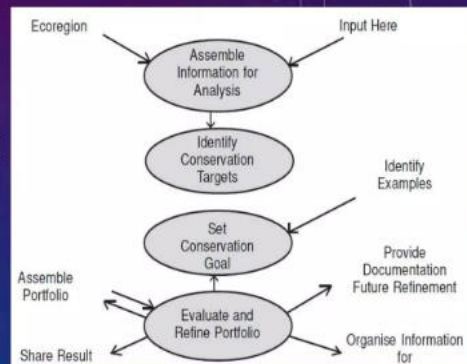 Ecoregion
Input Here
Assemble
Information for
Analysis
Identify
Conservation
Targets
Identify
Examples
Set
Conservation
Goal
Provide
Documentation
Future Refinement
Assemble
Portfolio
Evaluate and
Refine Portfolio
Share Result
Organise Information
for